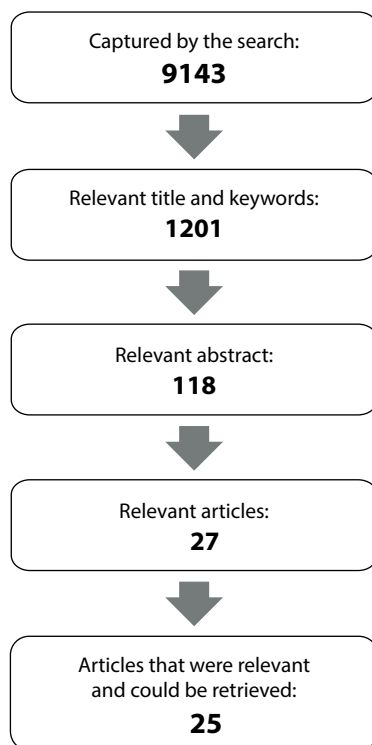 Captured by the search:
9143
Relevant title and keywords:
1201
Relevant abstract:
118
Relevant articles:
27
Articles that were relevant
and could be retrieved:
25